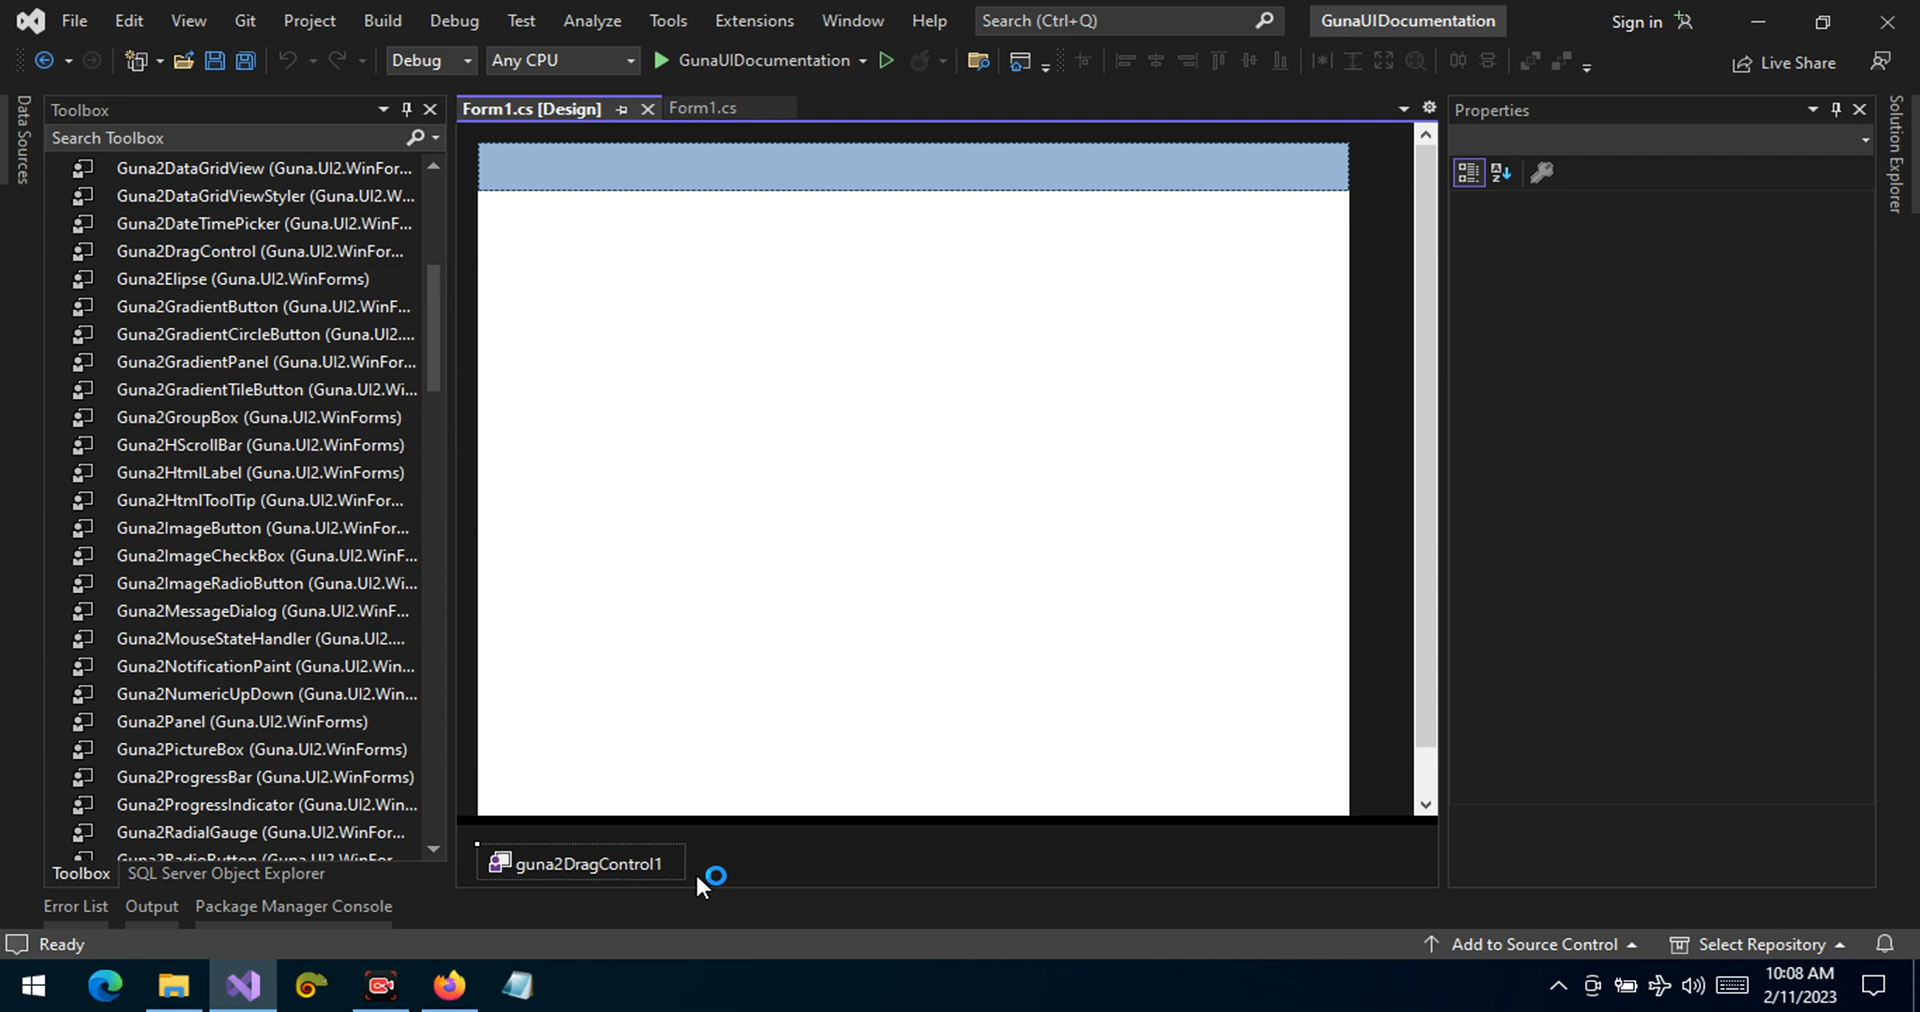 File Edit View Git Project Build Debug Test Analyze Tools Extensions Window Help Search (Ctrl+Q) GunaUIDocumentation Sign in
Debug Any CPU GunaUIDocumentation Live Share
Data Sources
Toolbox
Search Toolbox
Guna2DataGridView (Guna.UI2.WinFor...
Guna2DataGridViewStyler (Guna.UI2.W...
Guna2DateTimePicker (Guna.UI2.WinF...
Guna2DragControl (Guna.UI2.WinFor...
Guna2Elipse (Guna.UI2.WinForms)
Guna2GradientButton (Guna.UI2.WinF...
Guna2GradientCircleButton (Guna.UI2....
Guna2GradientPanel (Guna.UI2.WinFor...
Guna2GradientTileButton (Guna.UI2.Wi...
Guna2GroupBox (Guna.UI2.WinForms)
Guna2HScrollBar (Guna.UI2.WinForms)
Guna2HtmlLabel (Guna.UI2.WinForms)
Guna2HtmlToolTip (Guna.UI2.WinFor...
Guna2ImageButton (Guna.UI2.WinFor...
Guna2ImageCheckBox (Guna.UI2.WinF...
Guna2ImageRadioButton (Guna.UI2.Wi...
Guna2MessageDialog (Guna.UI2.WinF...
Guna2MouseStateHandler (Guna.UI2....
Guna2NotificationPaint (Guna.UI2.Win...
Guna2NumericUpDown (Guna.UI2.Win...
Guna2Panel (Guna.UI2.WinForms)
Guna2PictureBox (Guna.UI2.WinForms)
Guna2ProgressBar (Guna.UI2.WinForms)
Guna2ProgressIndicator (Guna.UI2.Win...
Guna2RadialGauge (Guna.UI2.WinFor...
Guna2RadioButton (Guna.UI2.WinFor
Toolbox SQL Server Object Explorer
Form1.cs [Design] Form1.cs
guna2DragControl1
Properties
Solution Explorer
Error List Output Package Manager Console
Ready Add to Source Control Select Repository
10:08 AM
2/11/2023